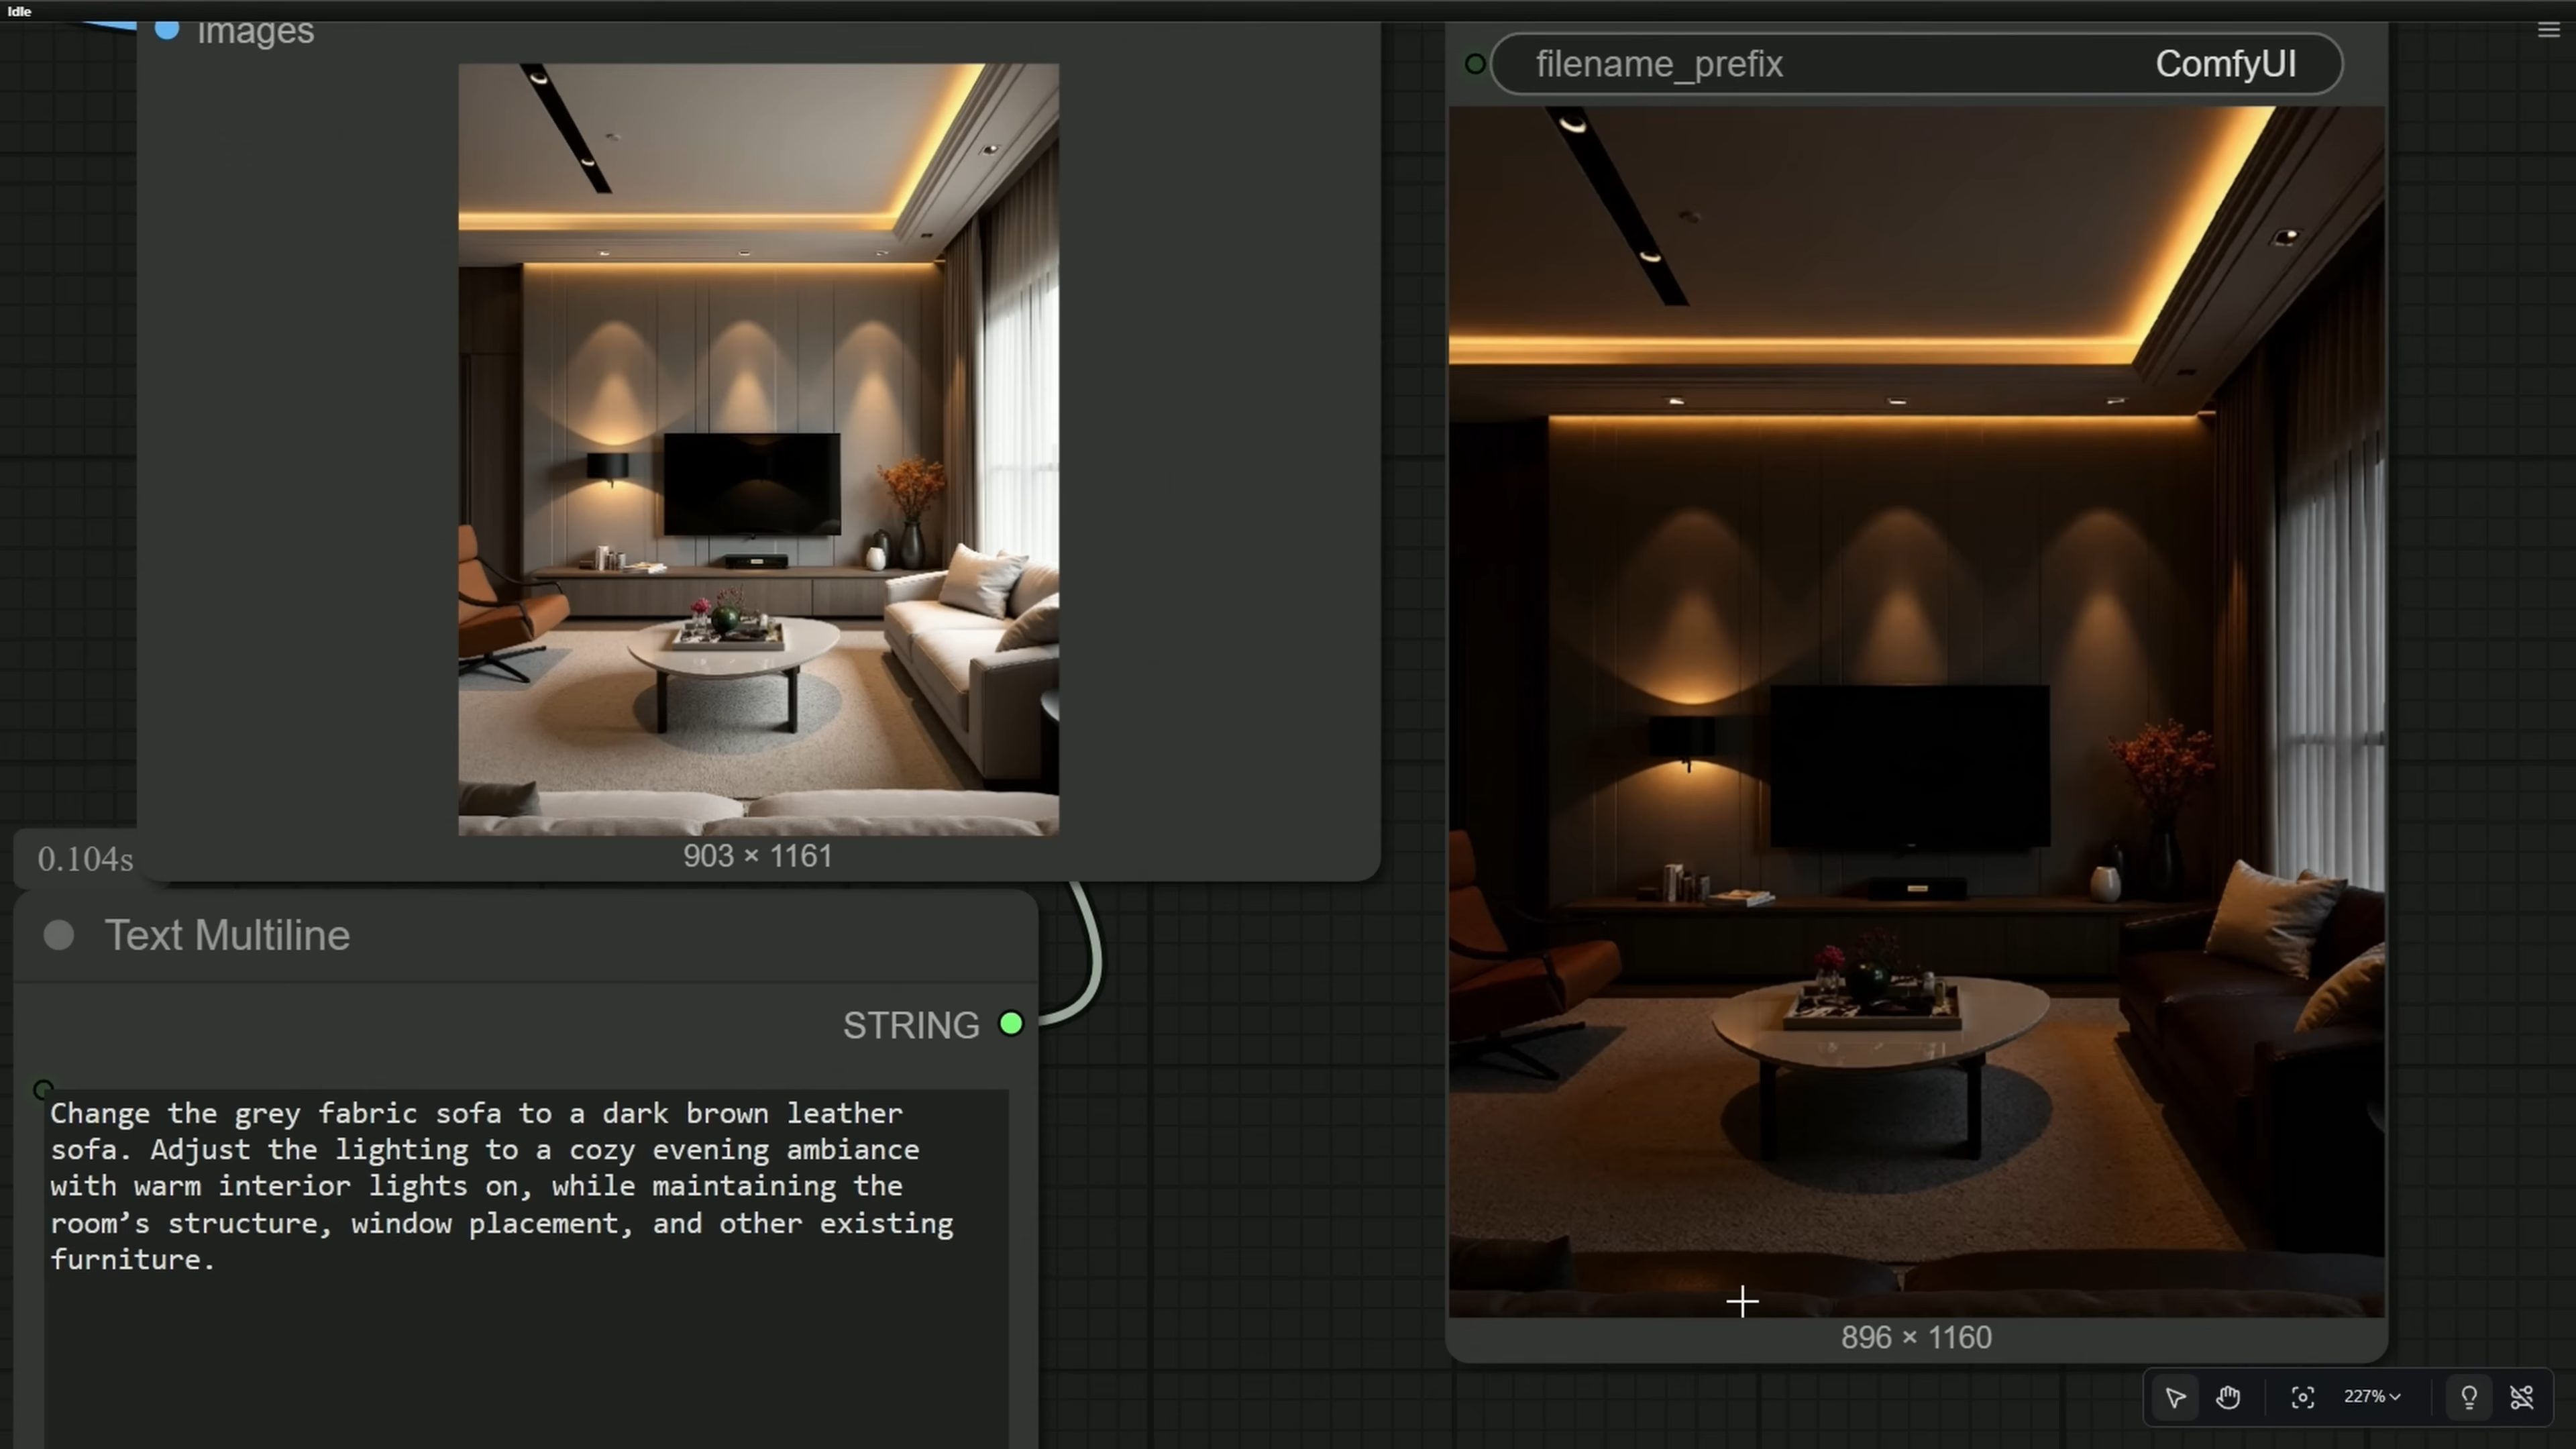 Idle
images
filename_prefix ComfyUI
903 × 1161
0.104s
Text Multiline
STRING
Change the grey fabric sofa to a dark brown leather
sofa. Adjust the lighting to a cozy evening ambiance
with warm interior lights on, while maintaining the
room’s structure, window placement, and other existing
furniture.
896 × 1160
227%